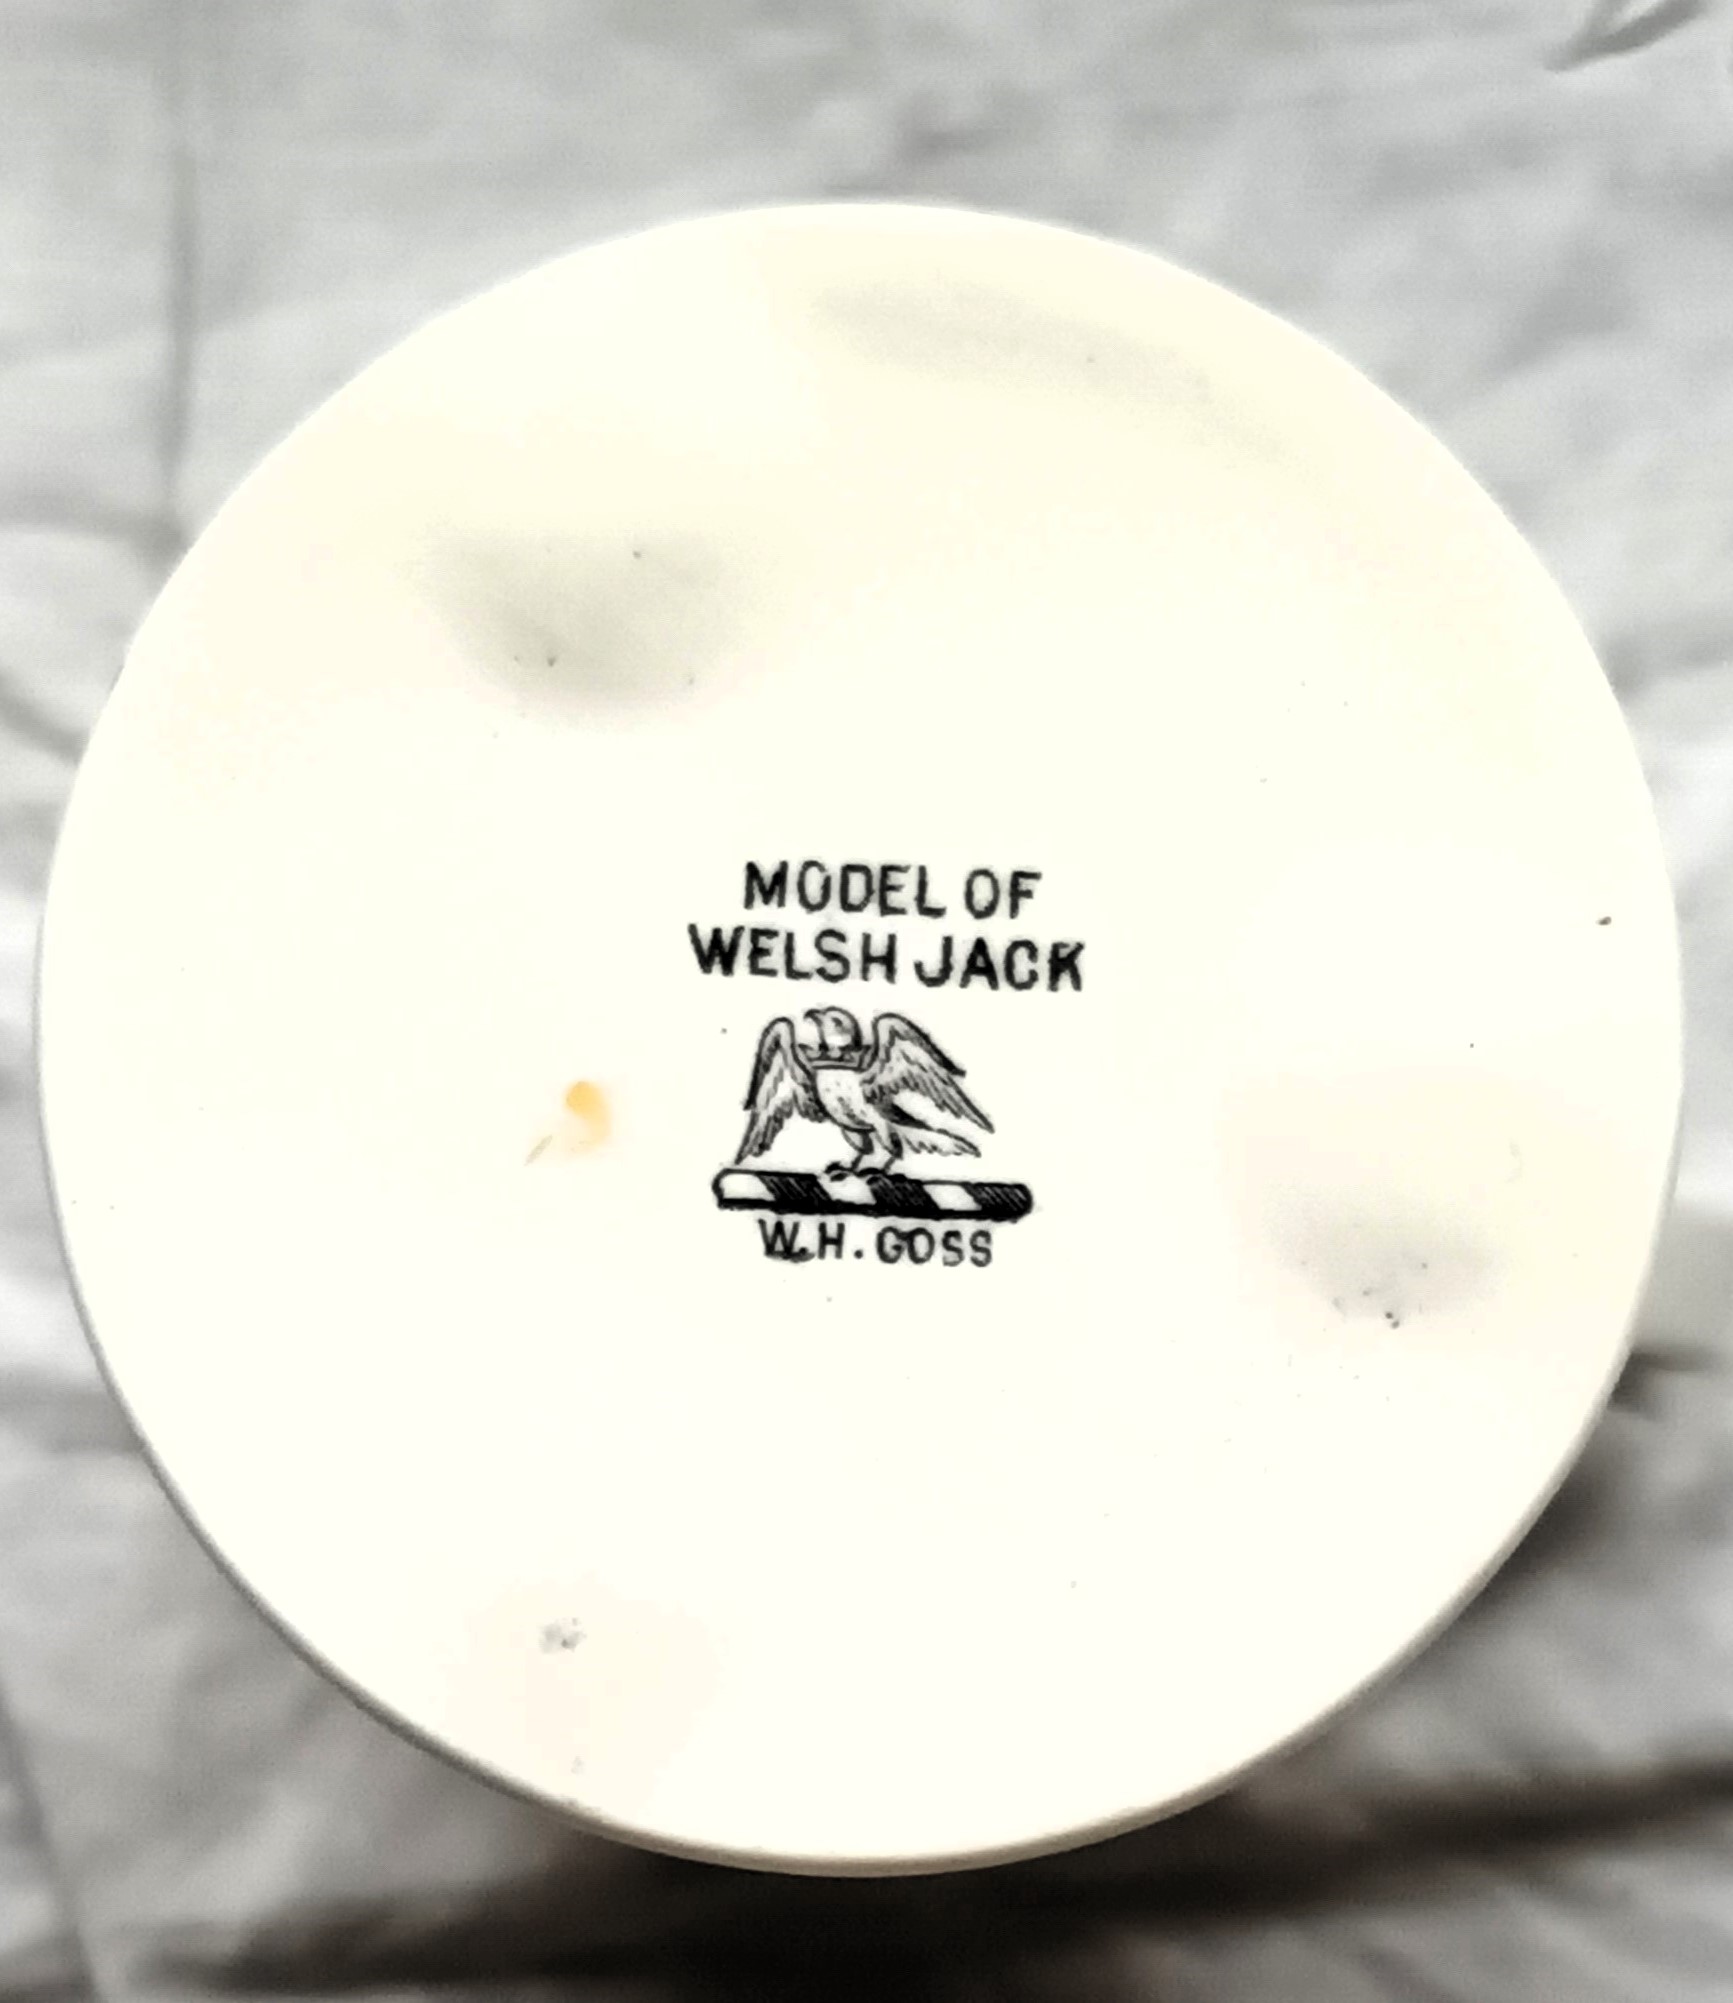 MODEL OF
WELSH JACK
W.H. GOSS